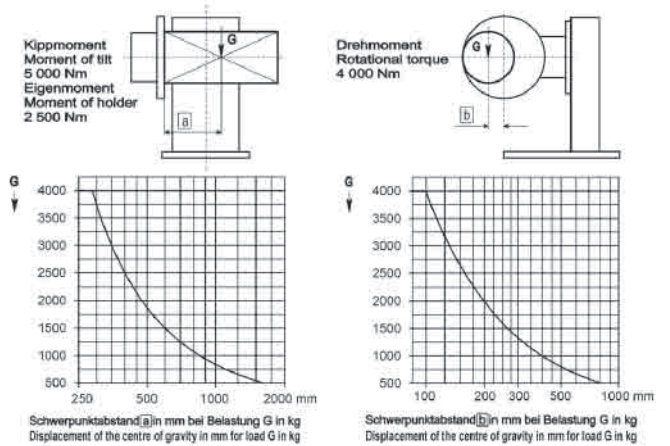 Kippmoment
Moment of tilt
5 000 Nm
Eigenmoment
Moment of holder
2 500 Nm
G
a
Drehmoment
Rotational torque
4 000 Nm
G
b
G
4000
3500
3000
2500
2000
1500
1000
500
250 500 1000 2000 mm
Schwerpunktabstand a in mm bei Belastung G in kg
Displacement of the centre of gravity in mm for load G in kg
G
4000
3500
3000
2500
2000
1500
1000
500
100 200 300 500 1000 mm
Schwerpunktabstand b in mm bei Belastung G in kg
Displacement of the centre of gravity in mm for load G in kg